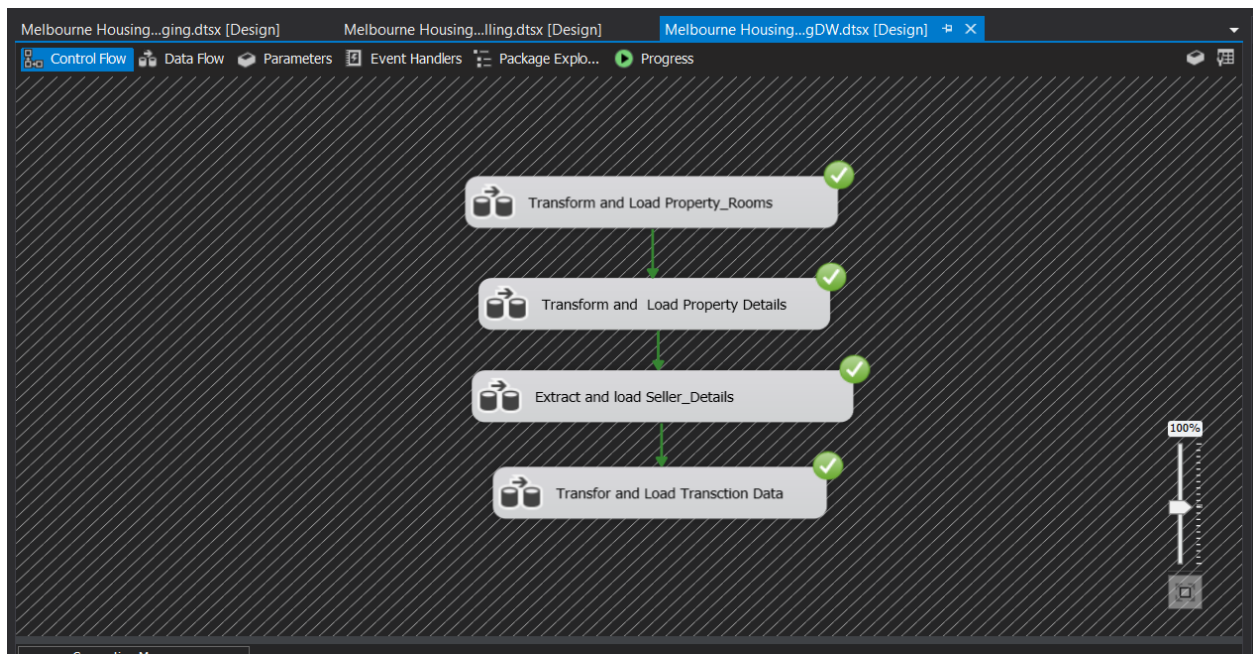 Melbourne Housing...ging.dtsx [Design] Melbourne Housing...lling.dtsx [Design] Melbourne Housing...gDW.dtsx [Design]
Control Flow Data Flow Parameters Event Handlers Package Explo... Progress
Transform and Load Property_Rooms
Transform and Load Property Details
Extract and load Seller_Details
100%
Transfor and Load Transction Data